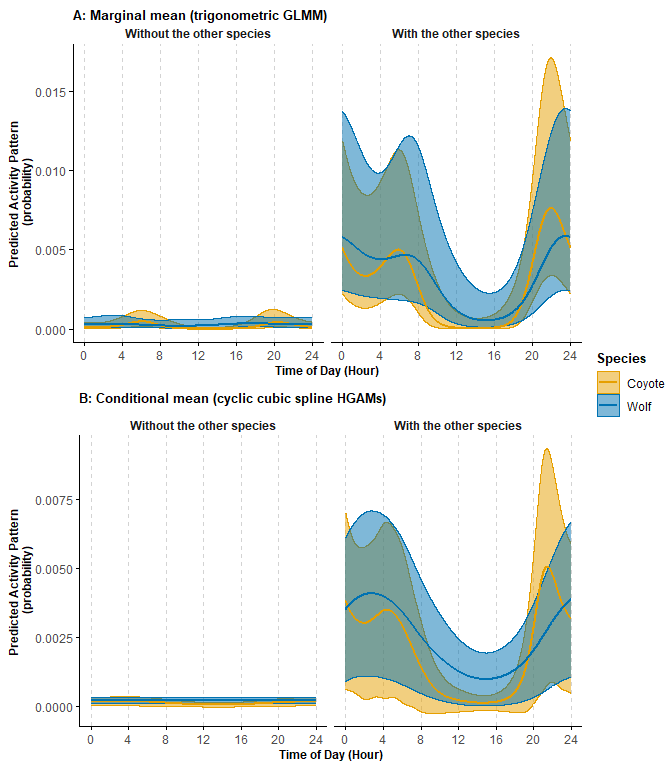 A: Marginal mean (trigonometric GLMM)
Without the other species
With the other species
Predicted Activity Pattern
(probability)
0.015
0.010
0.005
0.000
0 4 8 12 16 20 24
0 4 8 12 16 20 24
Time of Day (Hour)
Species
Coyote
Wolf
B: Conditional mean (cyclic cubic spline HGAMs)
Without the other species
With the other species
Predicted Activity Pattern
(probability)
0.0075
0.0050
0.0025
0.0000
0 4 8 12 16 20 24
0 4 8 12 16 20 24
Time of Day (Hour)